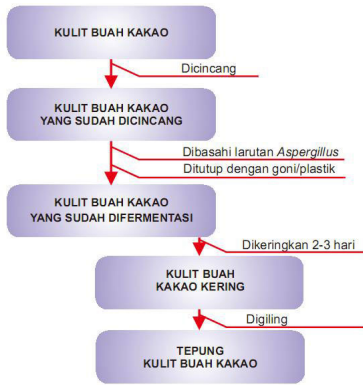 KULIT BUAH KAKAO
Dicincang
KULIT BUAH KAKAO
YANG SUDAH DICINCANG
Dibasahi larutan Aspergillus
Ditutup dengan goni/plastik
KULIT BUAH KAKAO
YANG SUDAH DIFERMENTASI
Dikeringkan 2-3 hari
KULIT BUAH
KAKAO KERING
Digiling
TEPUNG
KULIT BUAH KAKAO